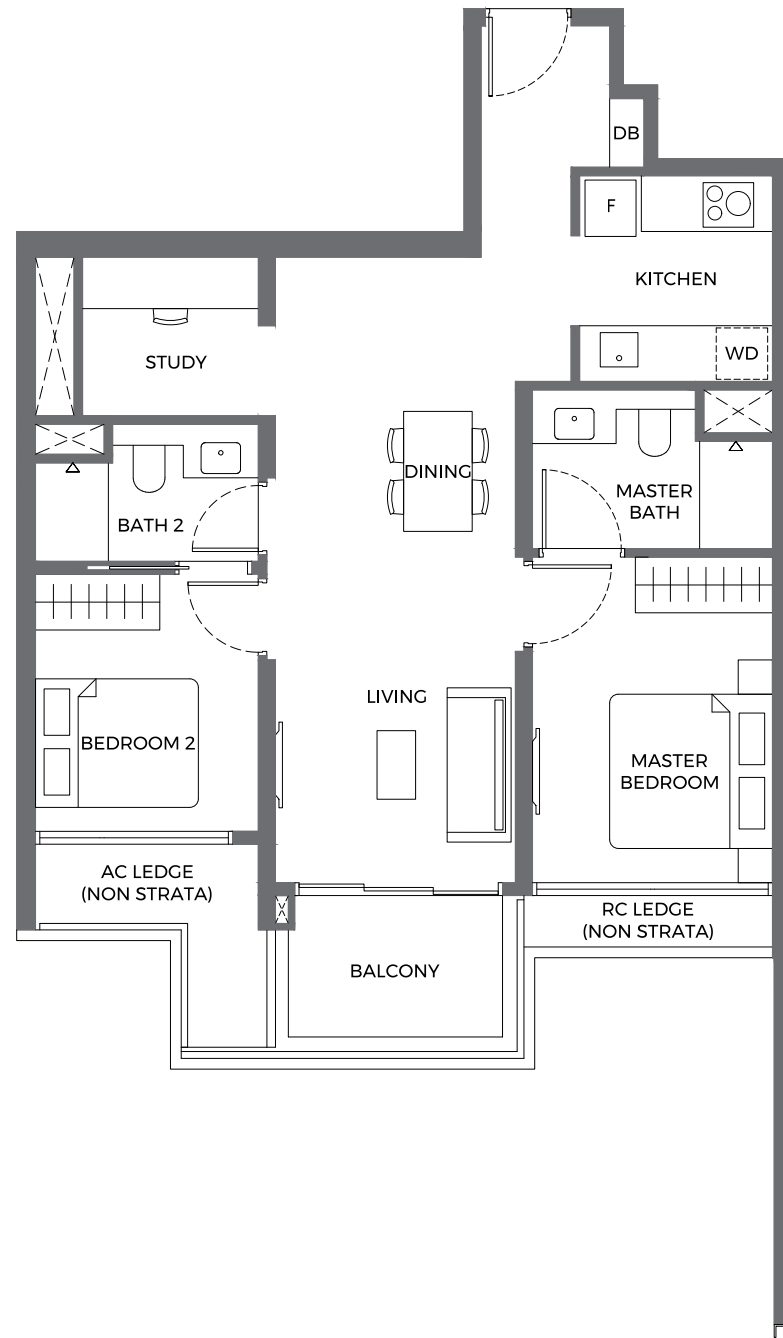 DB
F
KITCHEN
WD
STUDY
DINING
MASTER
BATH
BATH 2
LIVING
BEDROOM 2
MASTER
BEDROOM
AC LEDGE
(NON STRATA)
RC LEDGE
(NON STRATA)
BALCONY